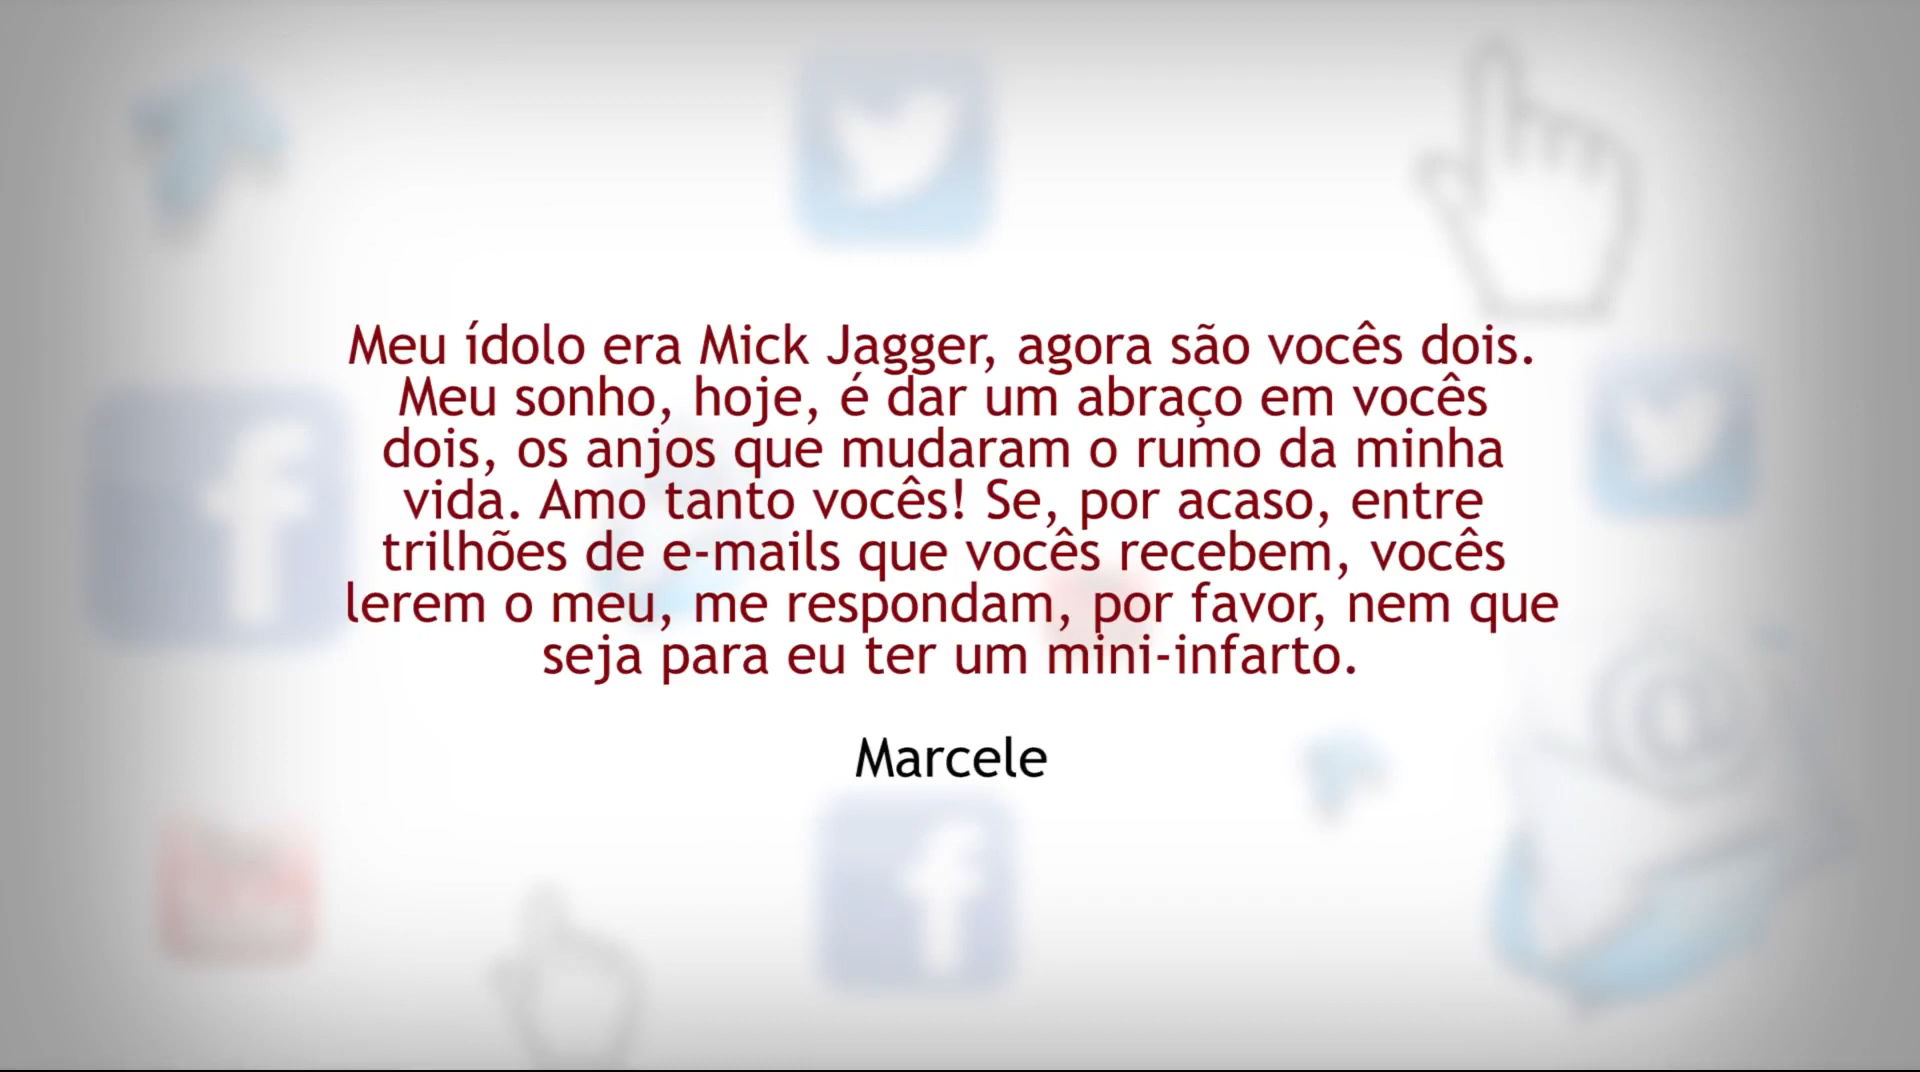 Meu ídolo era Mick Jagger, agora são vocês dois.
Meu sonho, hoje, é dar um abraço em vocês
dois, os anjos que mudaram o rumo da minha
vida. Amo tanto vocês! Se, por acaso, entre
trilhões de e-mails que vocês recebem, vocês
lerem o meu, me respondam, por favor, nem que
seja para eu ter um mini-infarto.
Marcele